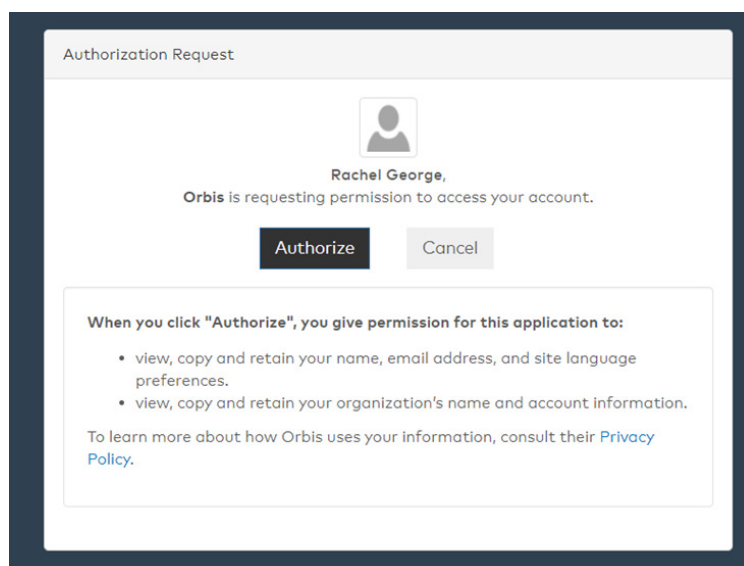 Authorization Request
Rachel George,
Orbis is requesting permission to access your account.
Authorize Cancel
When you click "Authorize", you give permission for this application to:
• view, copy and retain your name, email address, and site language
preferences.
• view, copy and retain your organization's name and account information.
To learn more about how Orbis uses your information, consult their Privacy
Policy.